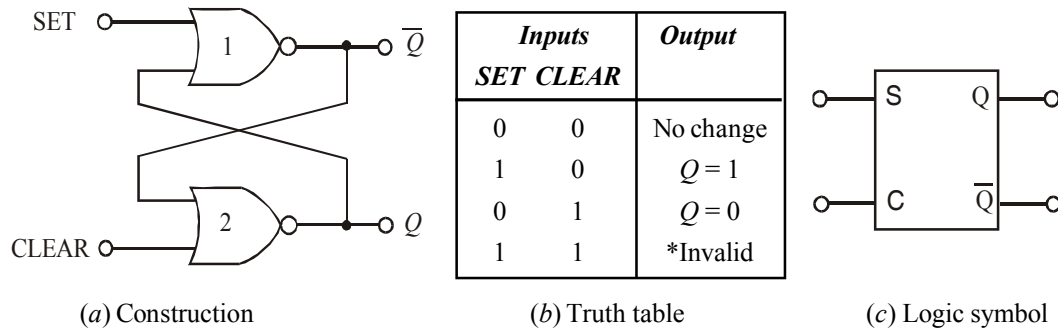 SET
1
Q̅
2
Q
CLEAR
(a) Construction
Inputs Output
SET CLEAR
0 0 No change
1 0 Q = 1
0 1 Q = 0
1 1 *Invalid
(b) Truth table
S Q
C Q̅
(c) Logic symbol